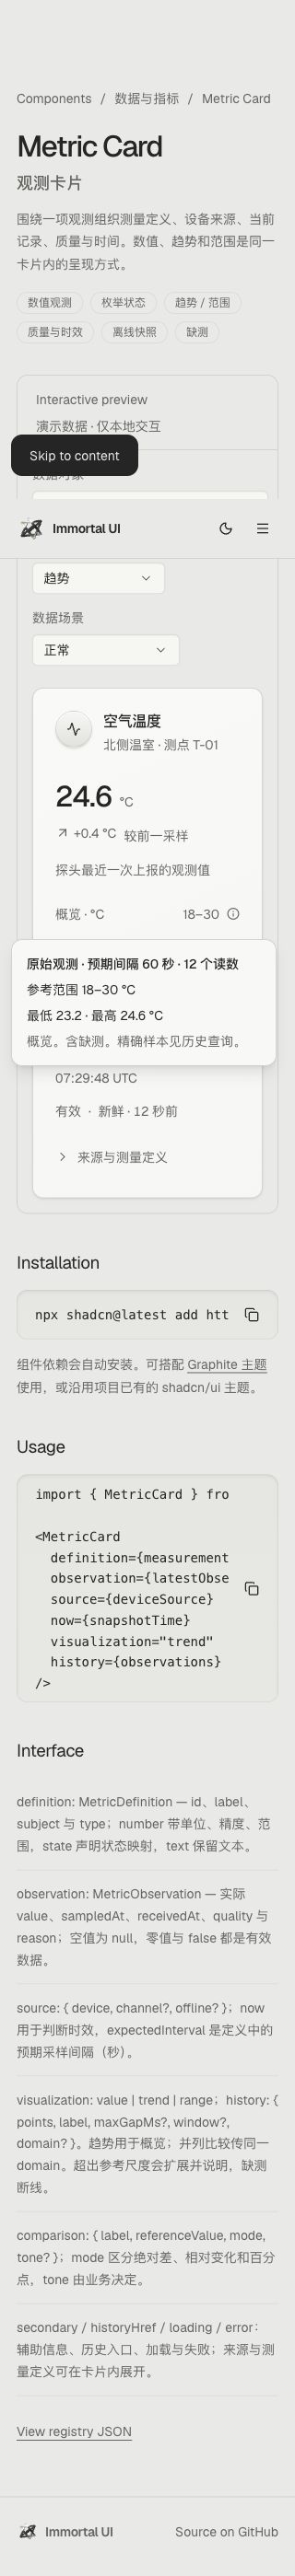 Components / 数据与指标 / Metric Card
Metric Card
观测卡片
围绕一项观测组织测量定义、设备来源、当前
记录、质量与时间。数值、趋势和范围是同一
卡片内的呈现方式。
数值观测 枚举状态 趋势 / 范围
质量与时效 离线快照 缺测
Interactive preview
演示数据 · 仅本地交互
Skip to content
数据对象
Immortal UI
趋势
数据场景
正常
空气温度
北侧温室 · 测点 T-01
24.6 °C
+0.4 °C 较前一采样
探头最近一次上报的观测值
概览 · °C 18–30
原始观测 · 预期间隔 60 秒 · 12 个读数
参考范围 18–30 °C
最低 23.2 · 最高 24.6 °C
概览。含缺测。精确样本见历史查询。
07:29:48 UTC
有效 · 新鲜 · 12 秒前
来源与测量定义
Installation
npx shadcn@latest add htt
组件依赖会自动安装。可搭配 Graphite 主题
使用，或沿用项目已有的 shadcn/ui 主题。
Usage
import { MetricCard } fro
<MetricCard
definition={measurement
observation={latestObse
source={deviceSource}
now={snapshotTime}
visualization="trend"
history={observations}
/>
Interface
definition: MetricDefinition — id、label、
subject 与 type；number 带单位、精度、范
围，state 声明状态映射，text 保留文本。
observation: MetricObservation — 实际
value、sampledAt、receivedAt、quality 与
reason；空值为 null，零值与 false 都是有效
数据。
source: { device, channel?, offline? }；now
用于判断时效，expectedInterval 是定义中的
预期采样间隔（秒）。
visualization: value | trend | range；history: {
points, label, maxGapMs?, window?,
domain? }。趋势用于概览；并列比较传同一
domain。超出参考尺度会扩展并说明，缺测
断线。
comparison: { label, referenceValue, mode,
tone? }；mode 区分绝对差、相对变化和百分
点，tone 由业务决定。
secondary / historyHref / loading / error：
辅助信息、历史入口、加载与失败；来源与测
量定义可在卡片内展开。
View registry JSON
Immortal UI Source on GitHub